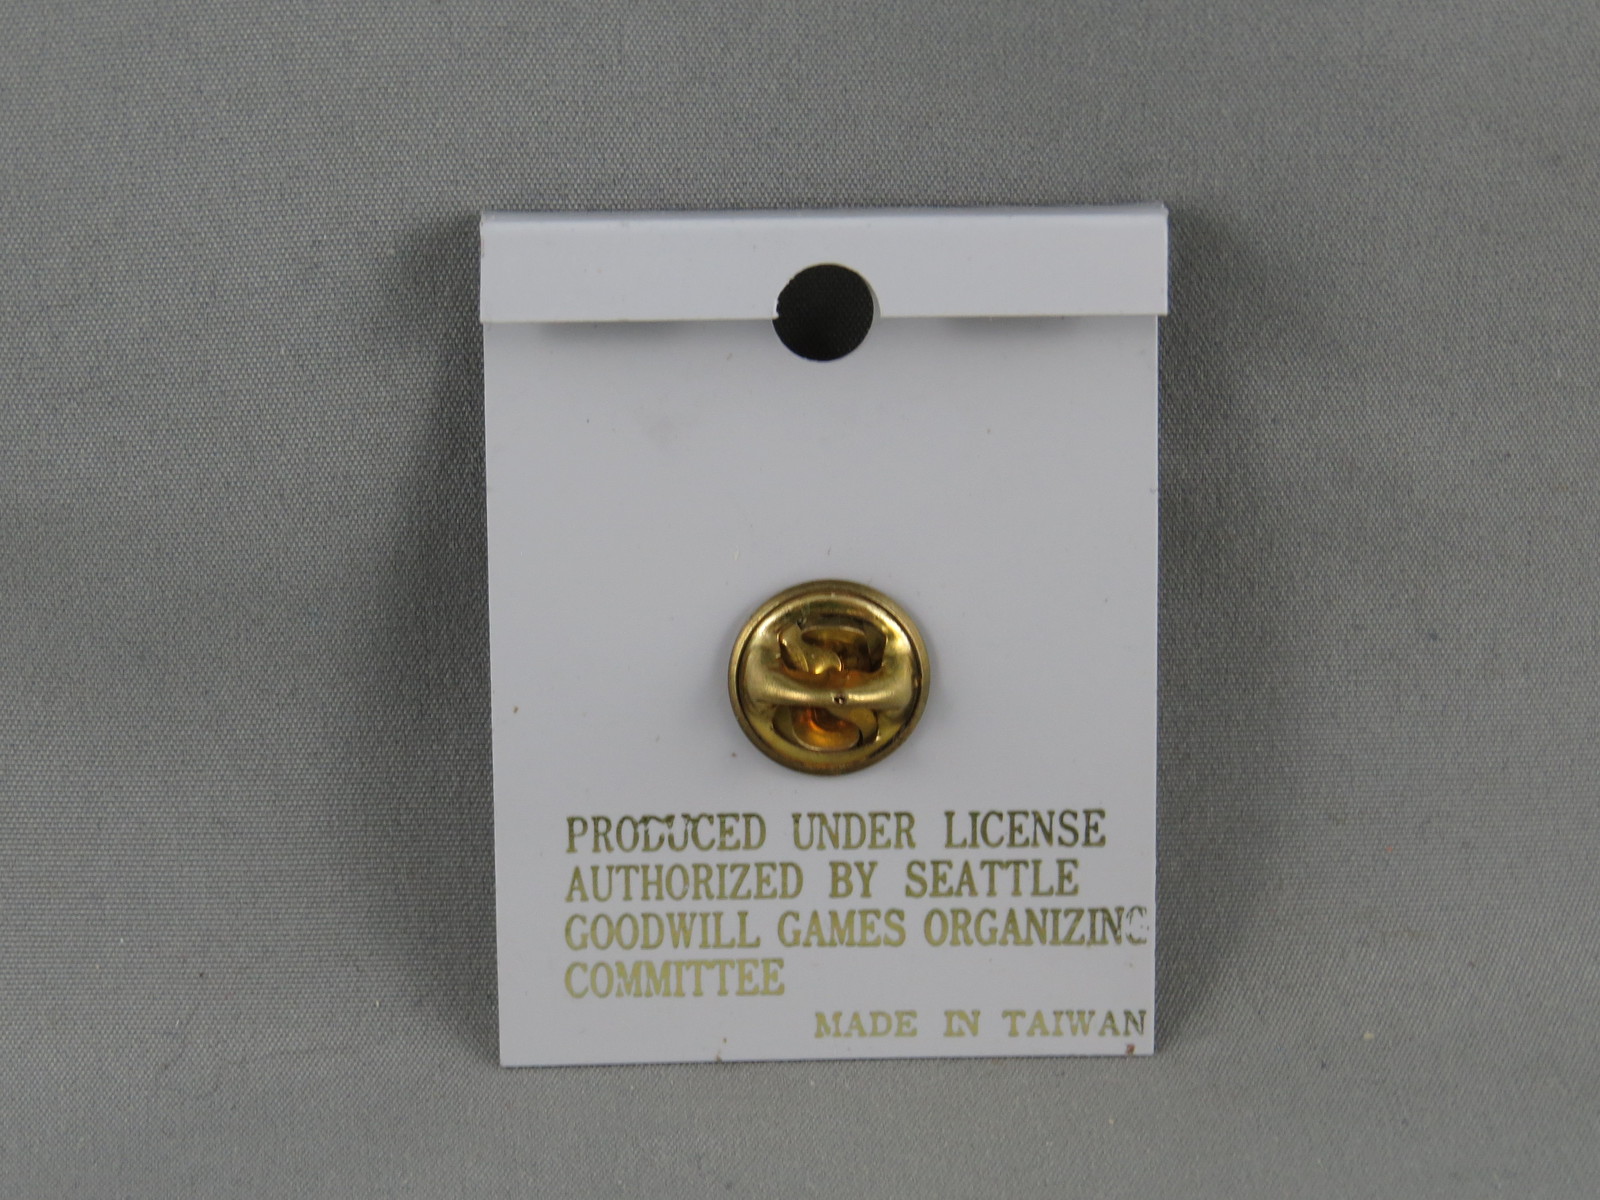 PRODUCED UNDER LICENSE
AUTHORIZED BY SEATTLE
GOODWILL GAMES ORGANIZING
COMMITTEE
MADE IN TAIWAN